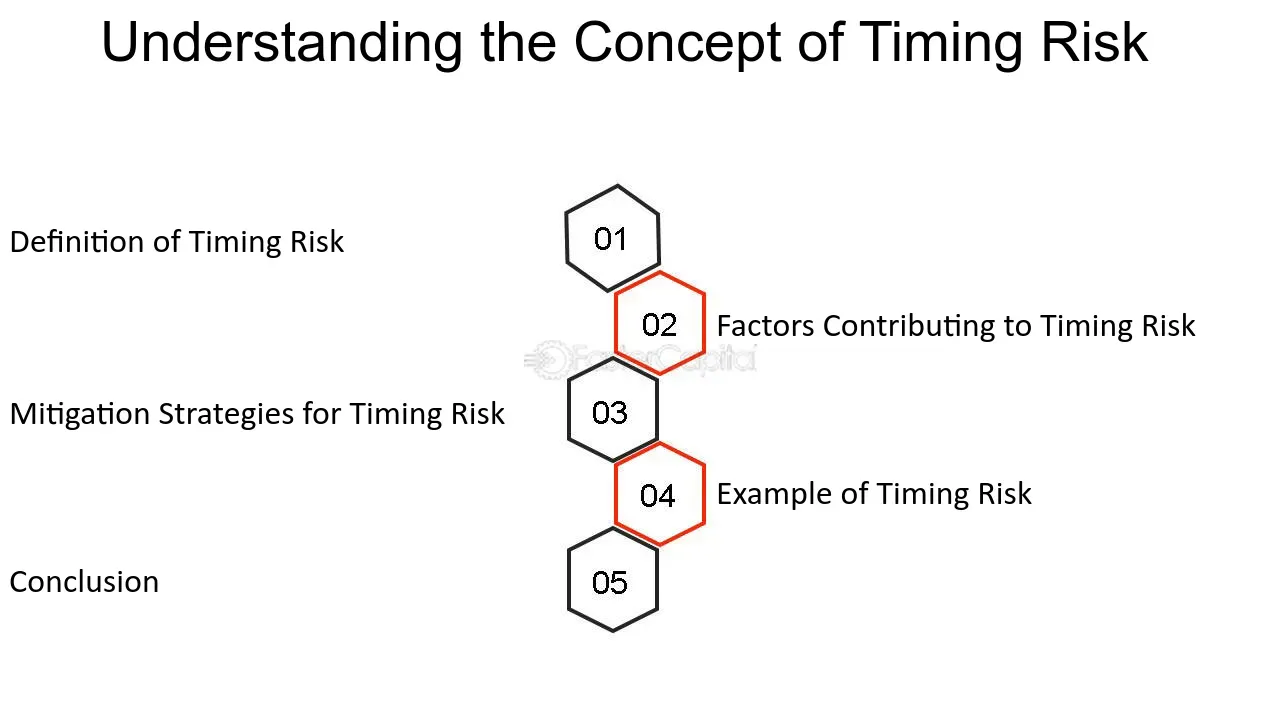 Understanding the Concept of Timing Risk
Definition of Timing Risk
01
02
Factors Contributing to Timing Risk
FasterCapital
Mitigation Strategies for Timing Risk
03
04
Example of Timing Risk
Conclusion
05